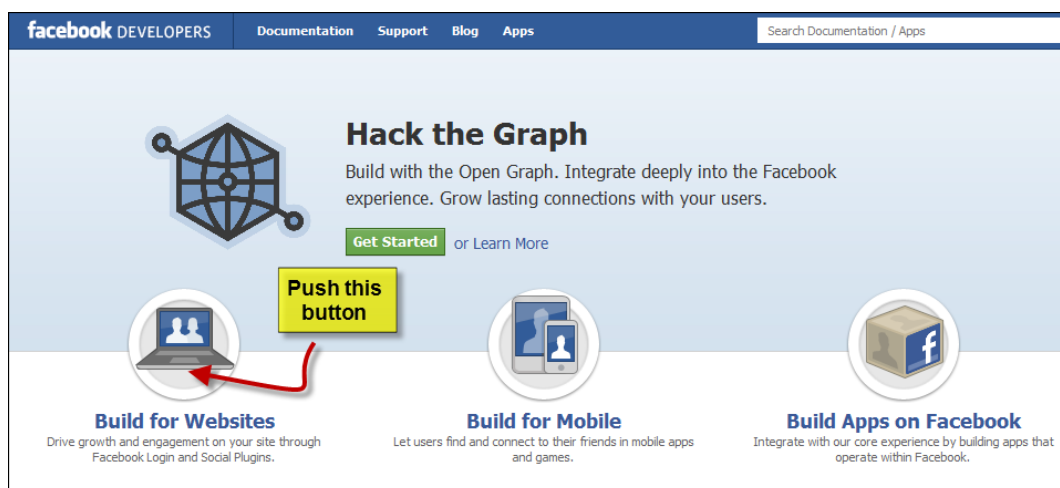 facebook DEVELOPERS Documentation Support Blog Apps Search Documentation / Apps
Hack the Graph
Build with the Open Graph. Integrate deeply into the Facebook
experience. Grow lasting connections with your users.
Get Started or Learn More
Push this
button
f
Build for Websites
Drive growth and engagement on your site through
Facebook Login and Social Plugins.
Build for Mobile
Let users find and connect to their friends in mobile apps
and games.
Build Apps on Facebook
Integrate with our core experience by building apps that
operate within Facebook.